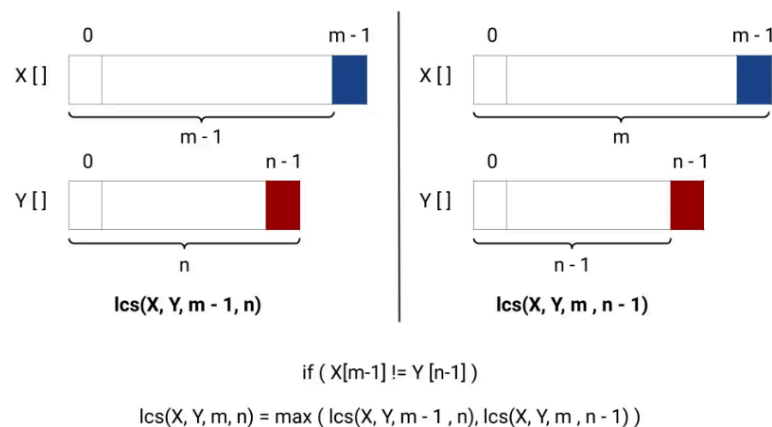 0 m - 1
X [ ]
m - 1
0 n - 1
Y [ ]
n
lcs(X, Y, m - 1, n)
0 m - 1
X [ ]
m
0 n - 1
Y [ ]
n - 1
lcs(X, Y, m , n - 1)
if ( X[m-1] != Y [n-1] )
lcs(X, Y, m, n) = max ( lcs(X, Y, m - 1 , n), lcs(X, Y, m , n - 1) )